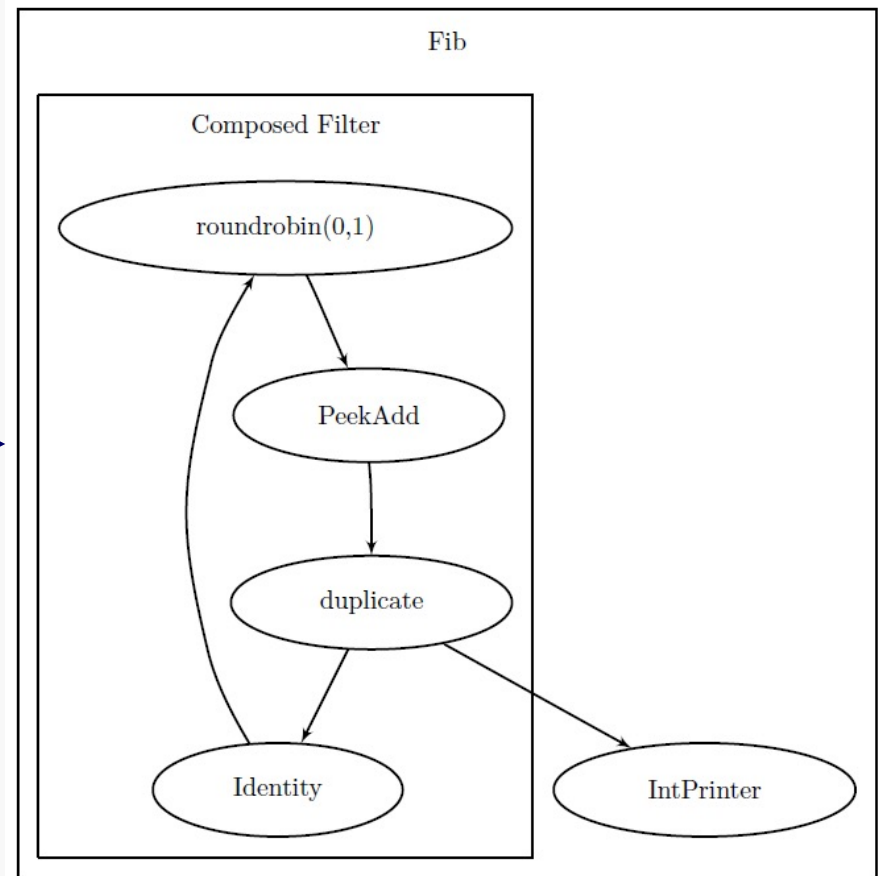 Fib
Composed Filter
roundrobin(0,1)
PeekAdd
duplicate
Identity
IntPrinter